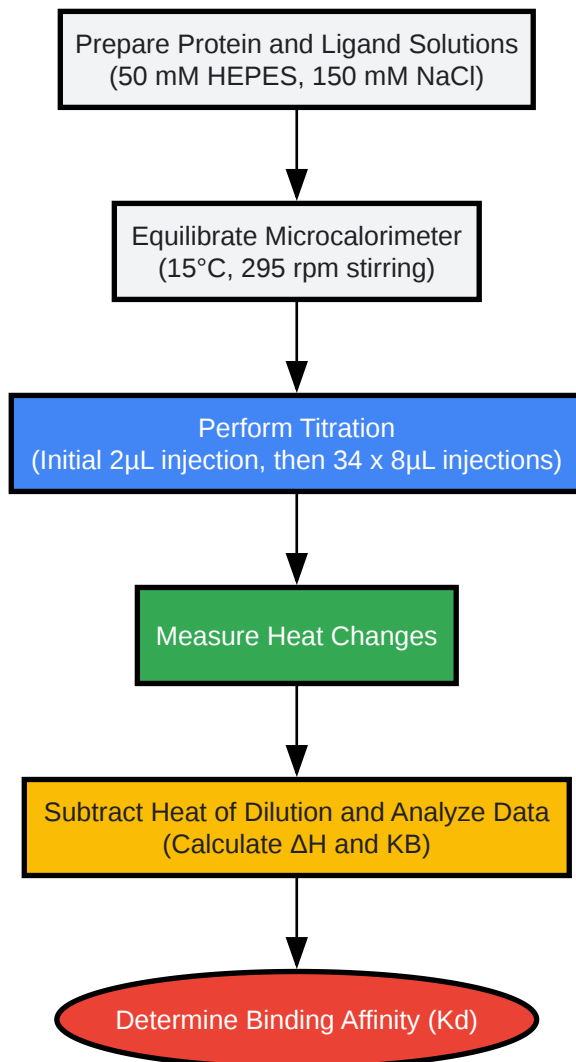 Prepare Protein and Ligand Solutions
(50 mM HEPES, 150 mM NaCl)
Equilibrate Microcalorimeter
(15°C, 295 rpm stirring)
Perform Titration
(Initial 2µL injection, then 34 x 8µL injections)
Measure Heat Changes
Subtract Heat of Dilution and Analyze Data
(Calculate ΔH and KB)
Determine Binding Affinity (Kd)